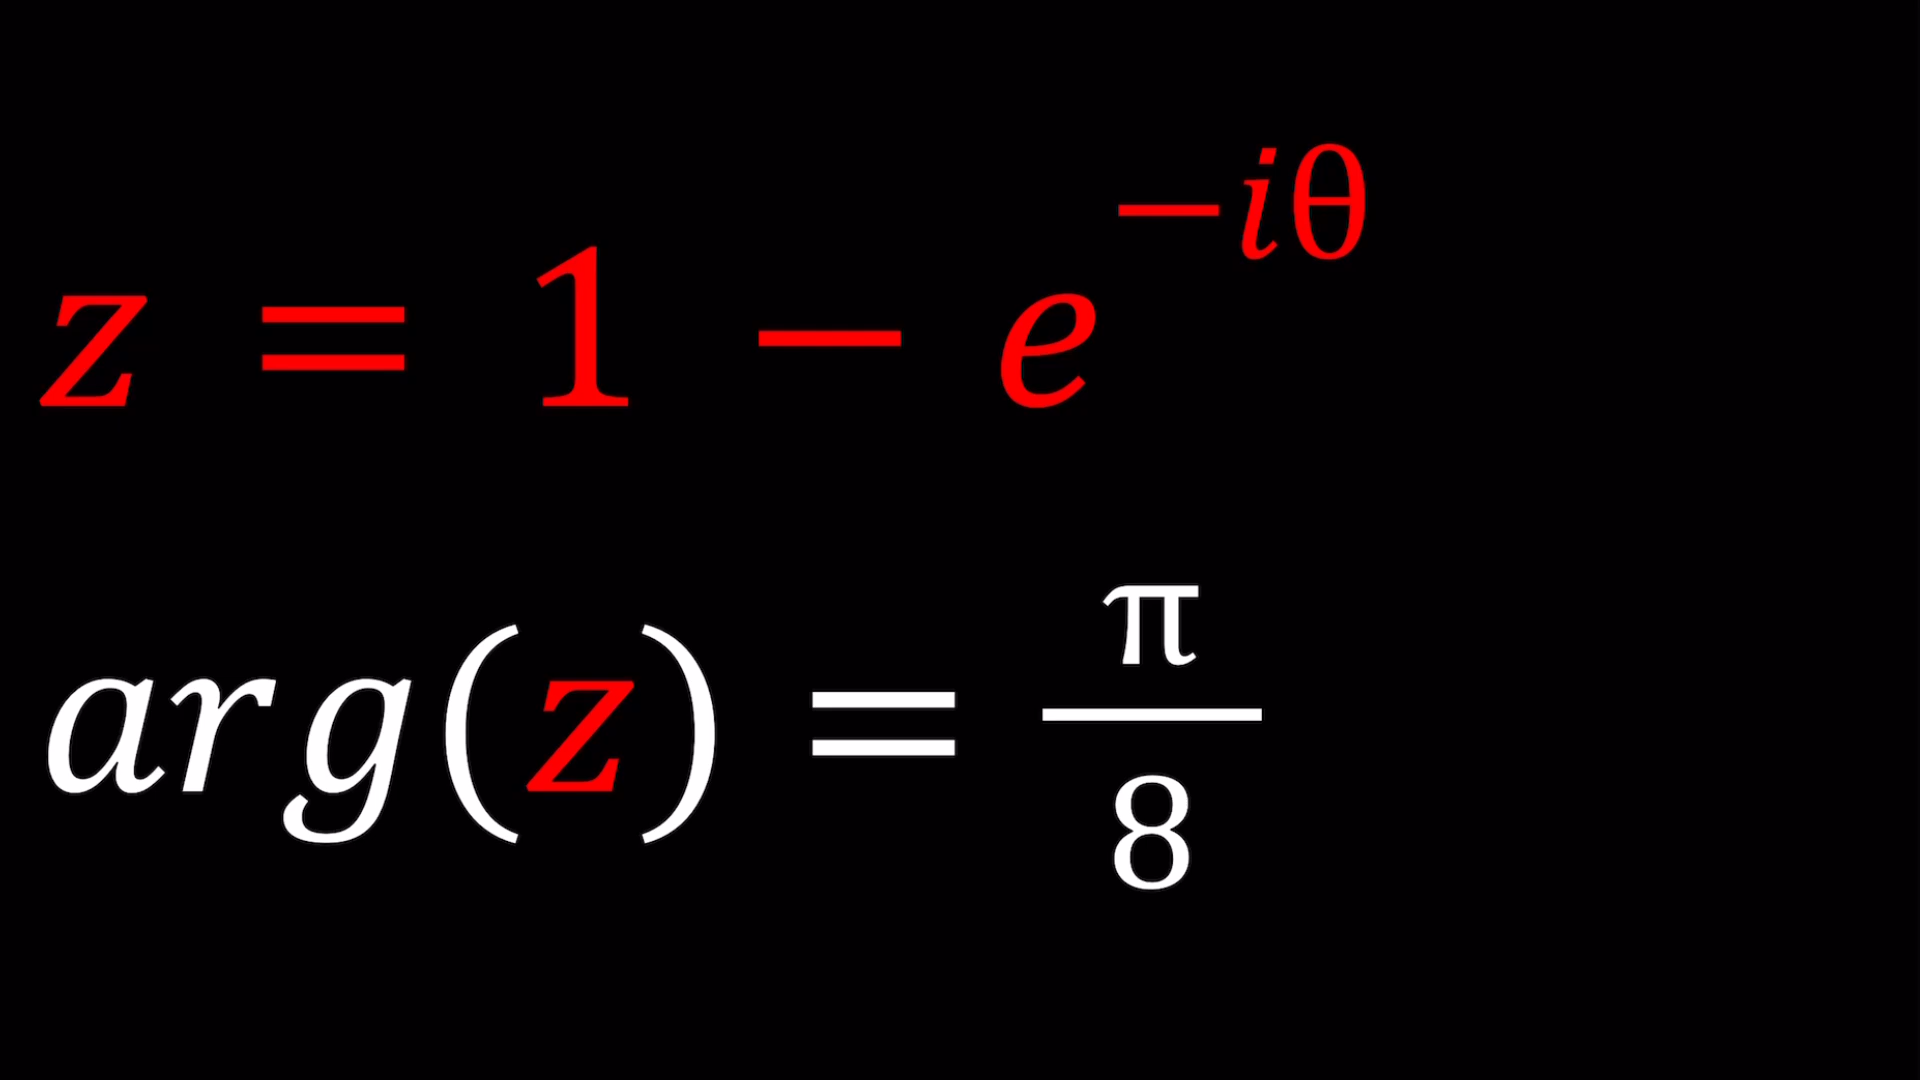 z = 1 − e^{−iθ}
arg(z) = π/8